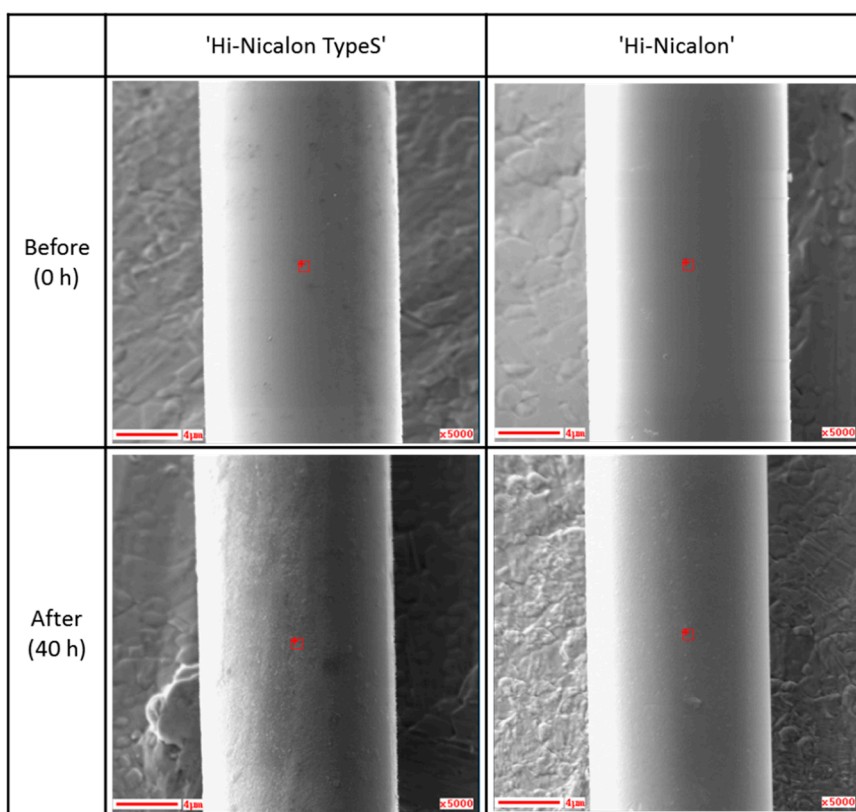 'Hi-Nicalon TypeS'
'Hi-Nicalon'
Before
(0 h)
4μm
x5000
4μm
x5000
After
(40 h)
4μm
x5000
4μm
x5000